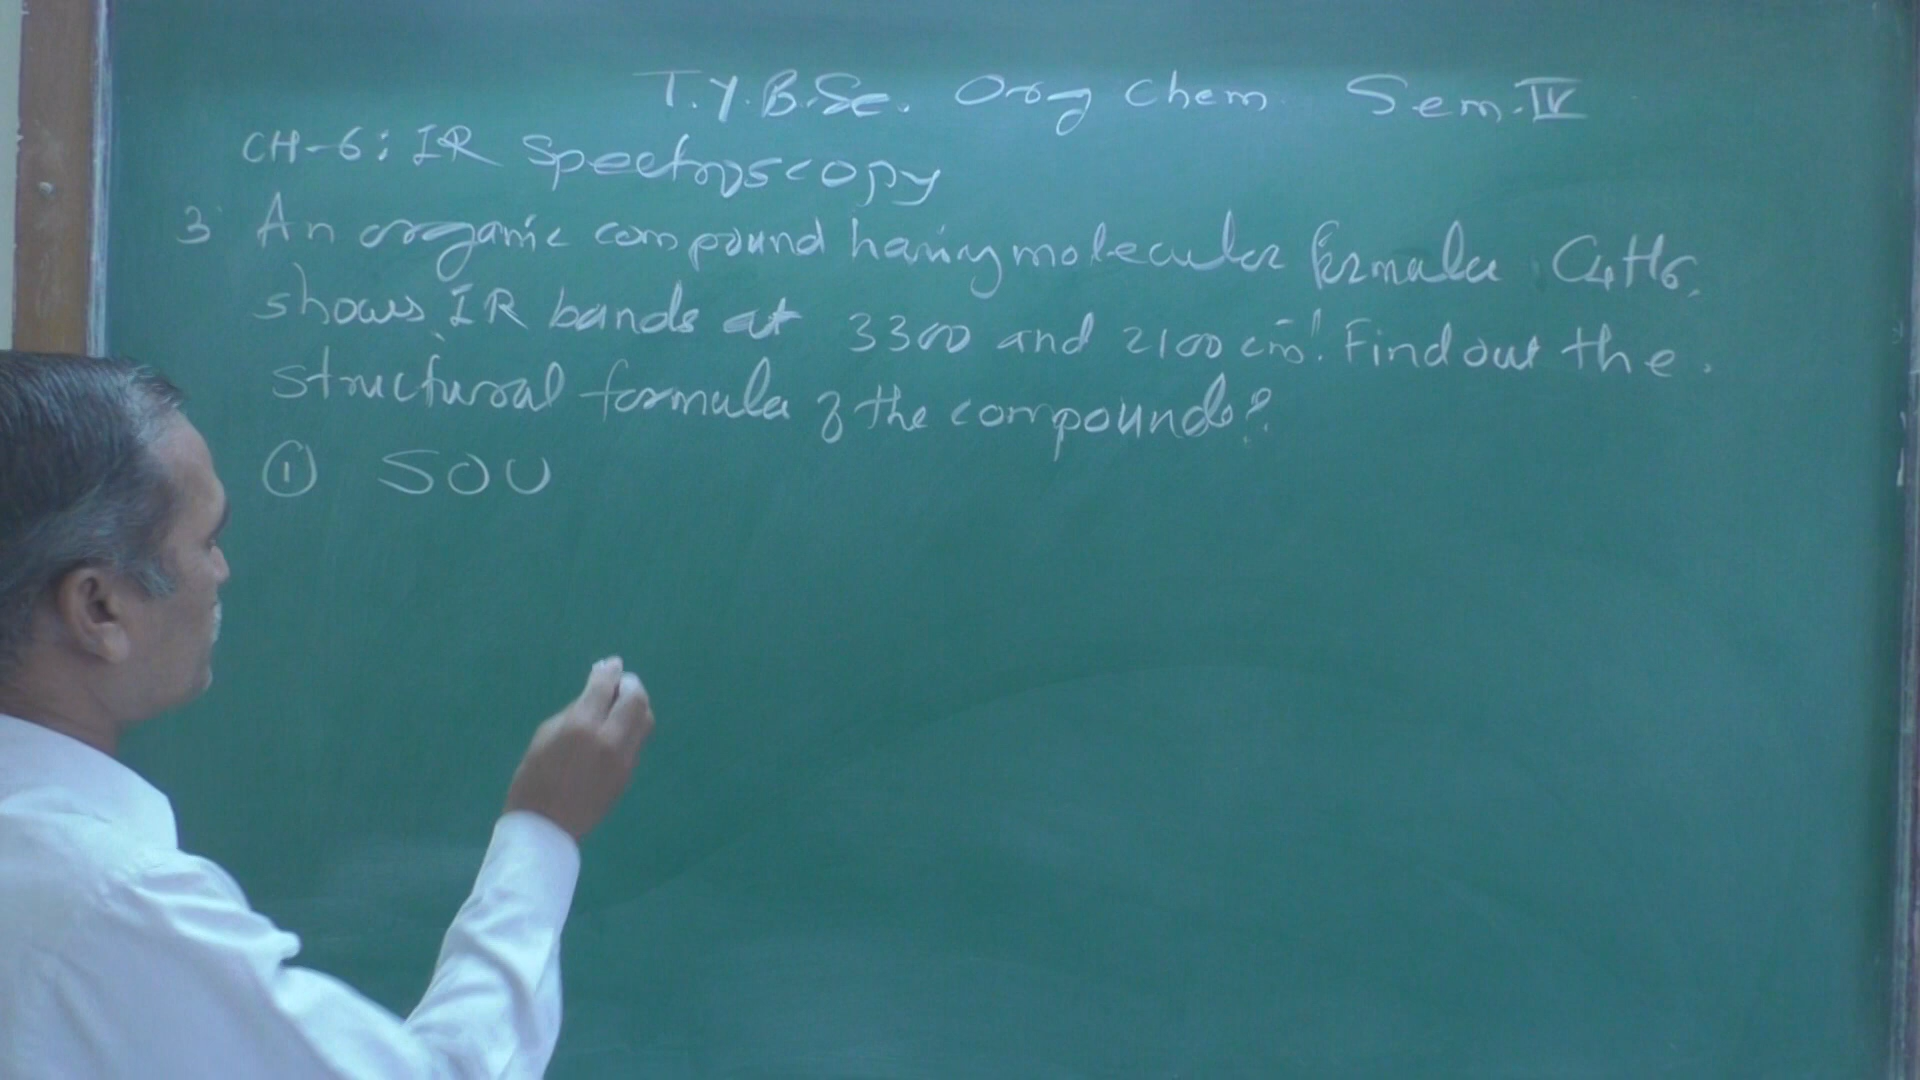 T.Y.B.Sc. Org Chem. Sem. IV
CH-6: IR Spectroscopy
3 An organic compound having molecular formula C4H6,
shows IR bands at 3300 and 2100 cm-1. Find out the.
structural formula of the compounds?
① SOU